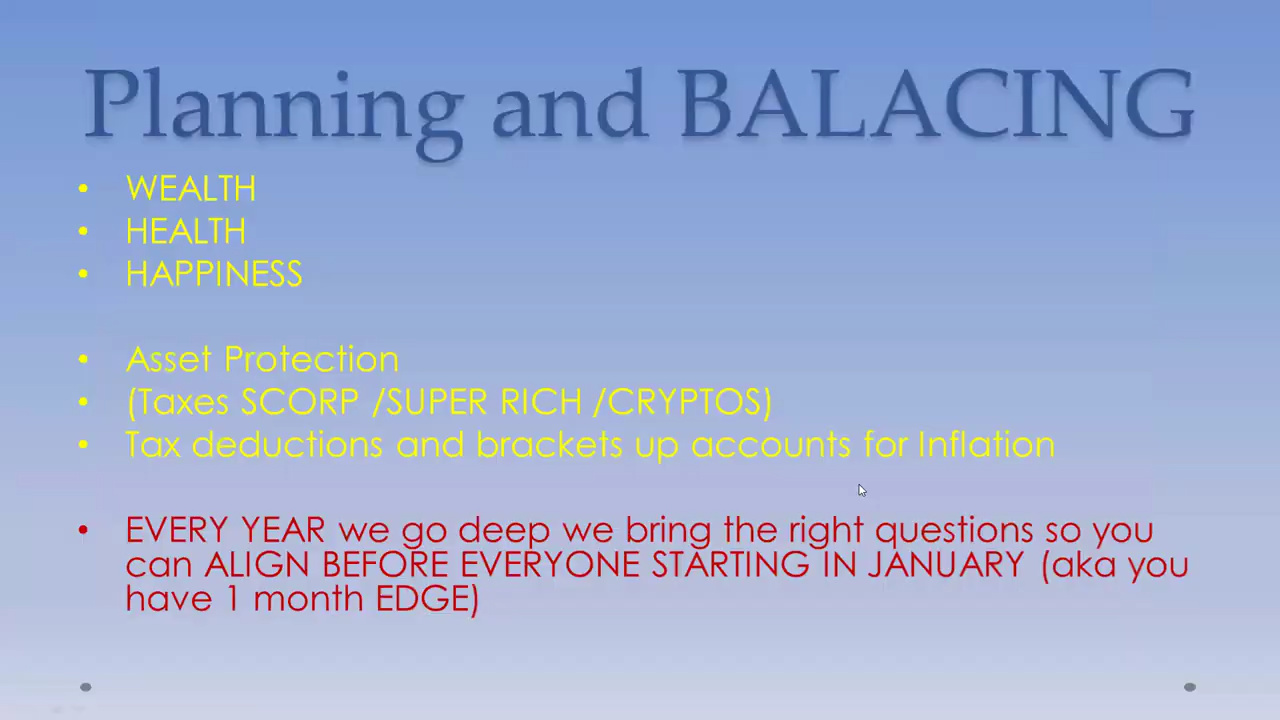 Planning and BALACING
• WEALTH
• HEALTH
• HAPPINESS
• Asset Protection
• (Taxes SCORP /SUPER RICH /CRYPTOS)
• Tax deductions and brackets up accounts for Inflation
• EVERY YEAR we go deep we bring the right questions so you
can ALIGN BEFORE EVERYONE STARTING IN JANUARY (aka you
have 1 month EDGE)